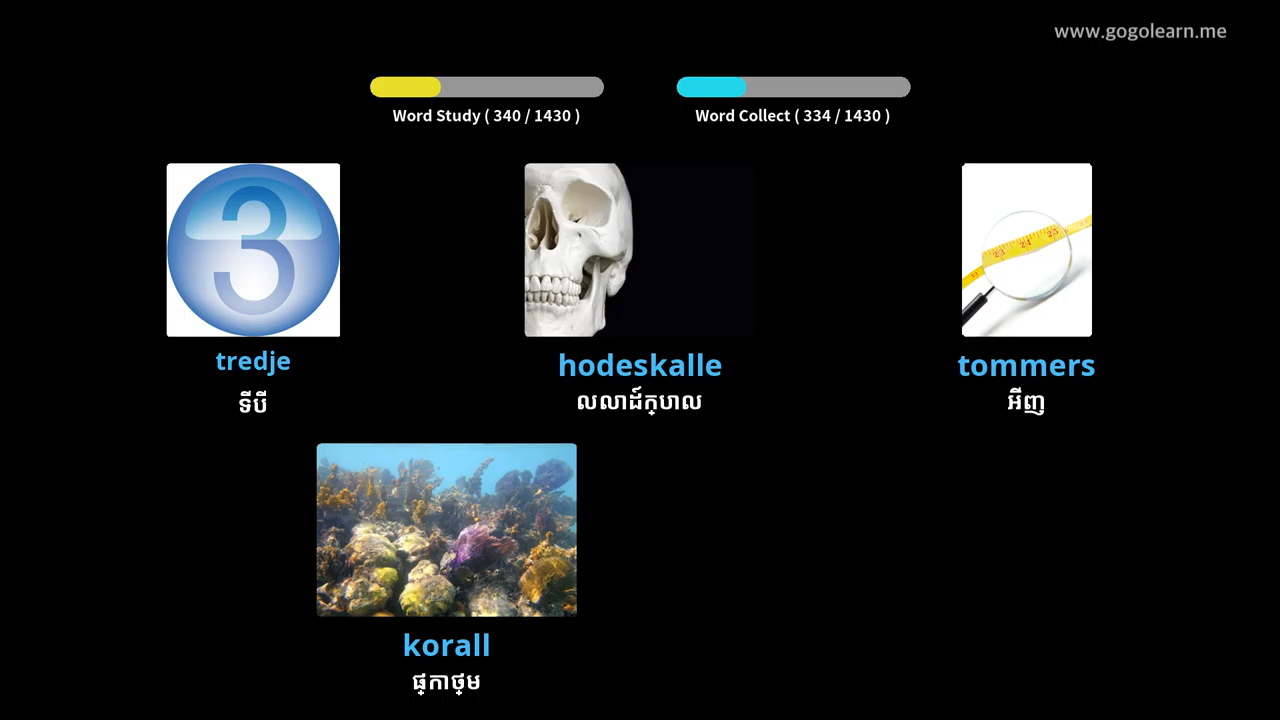 www.gogolearn.me
Word Study ( 340 / 1430 )
Word Collect ( 334 / 1430 )
3
tredje
ទីបី
hodeskalle
លលាដ៍ក្បាល
tommers
អីញ
korall
ផ្កាថ្ម